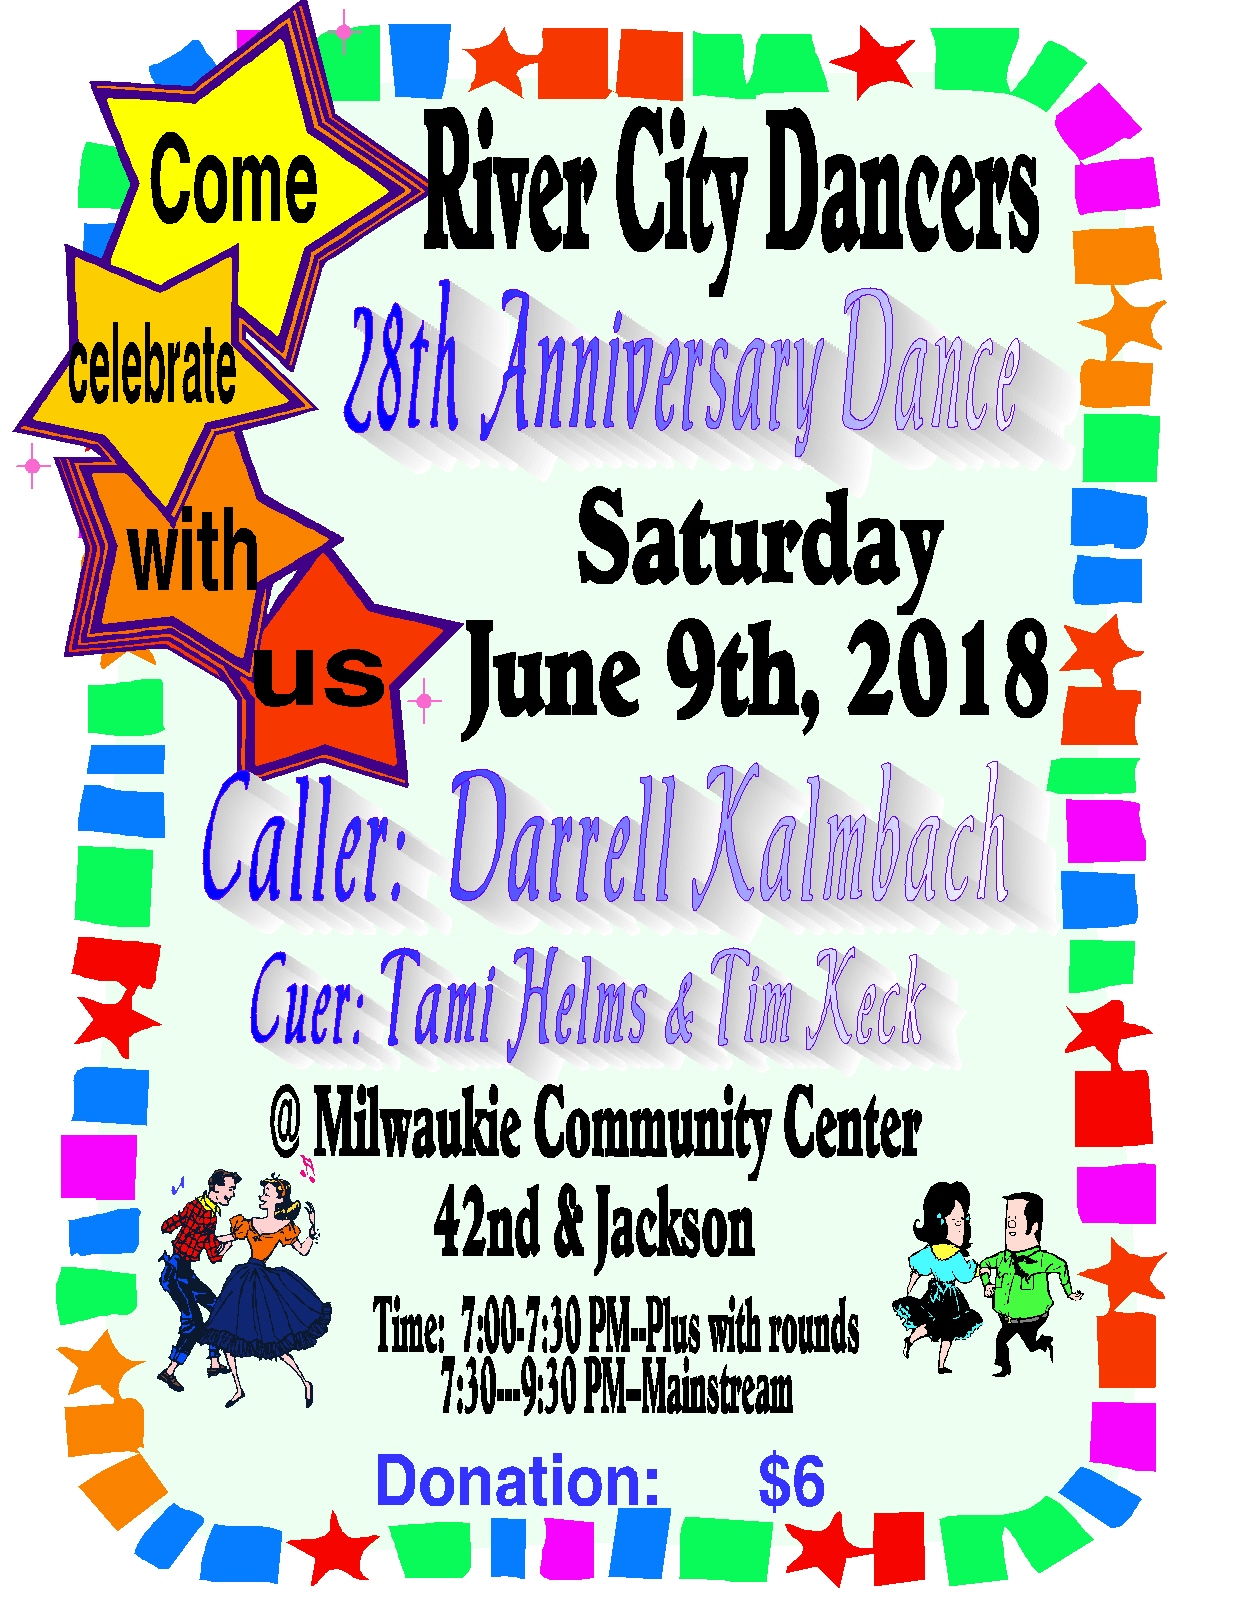 Come
celebrate
with
us
River City Dancers
28th Anniversary Dance
Saturday
June 9th, 2018
Caller: Darrell Kalmbach
Cuer: Tami Helms & Tim Keck
@ Milwaukie Community Center
42nd & Jackson
Time: 7:00-7:30 PM--Plus with rounds
7:30---9:30 PM--Mainstream
Donation: $6